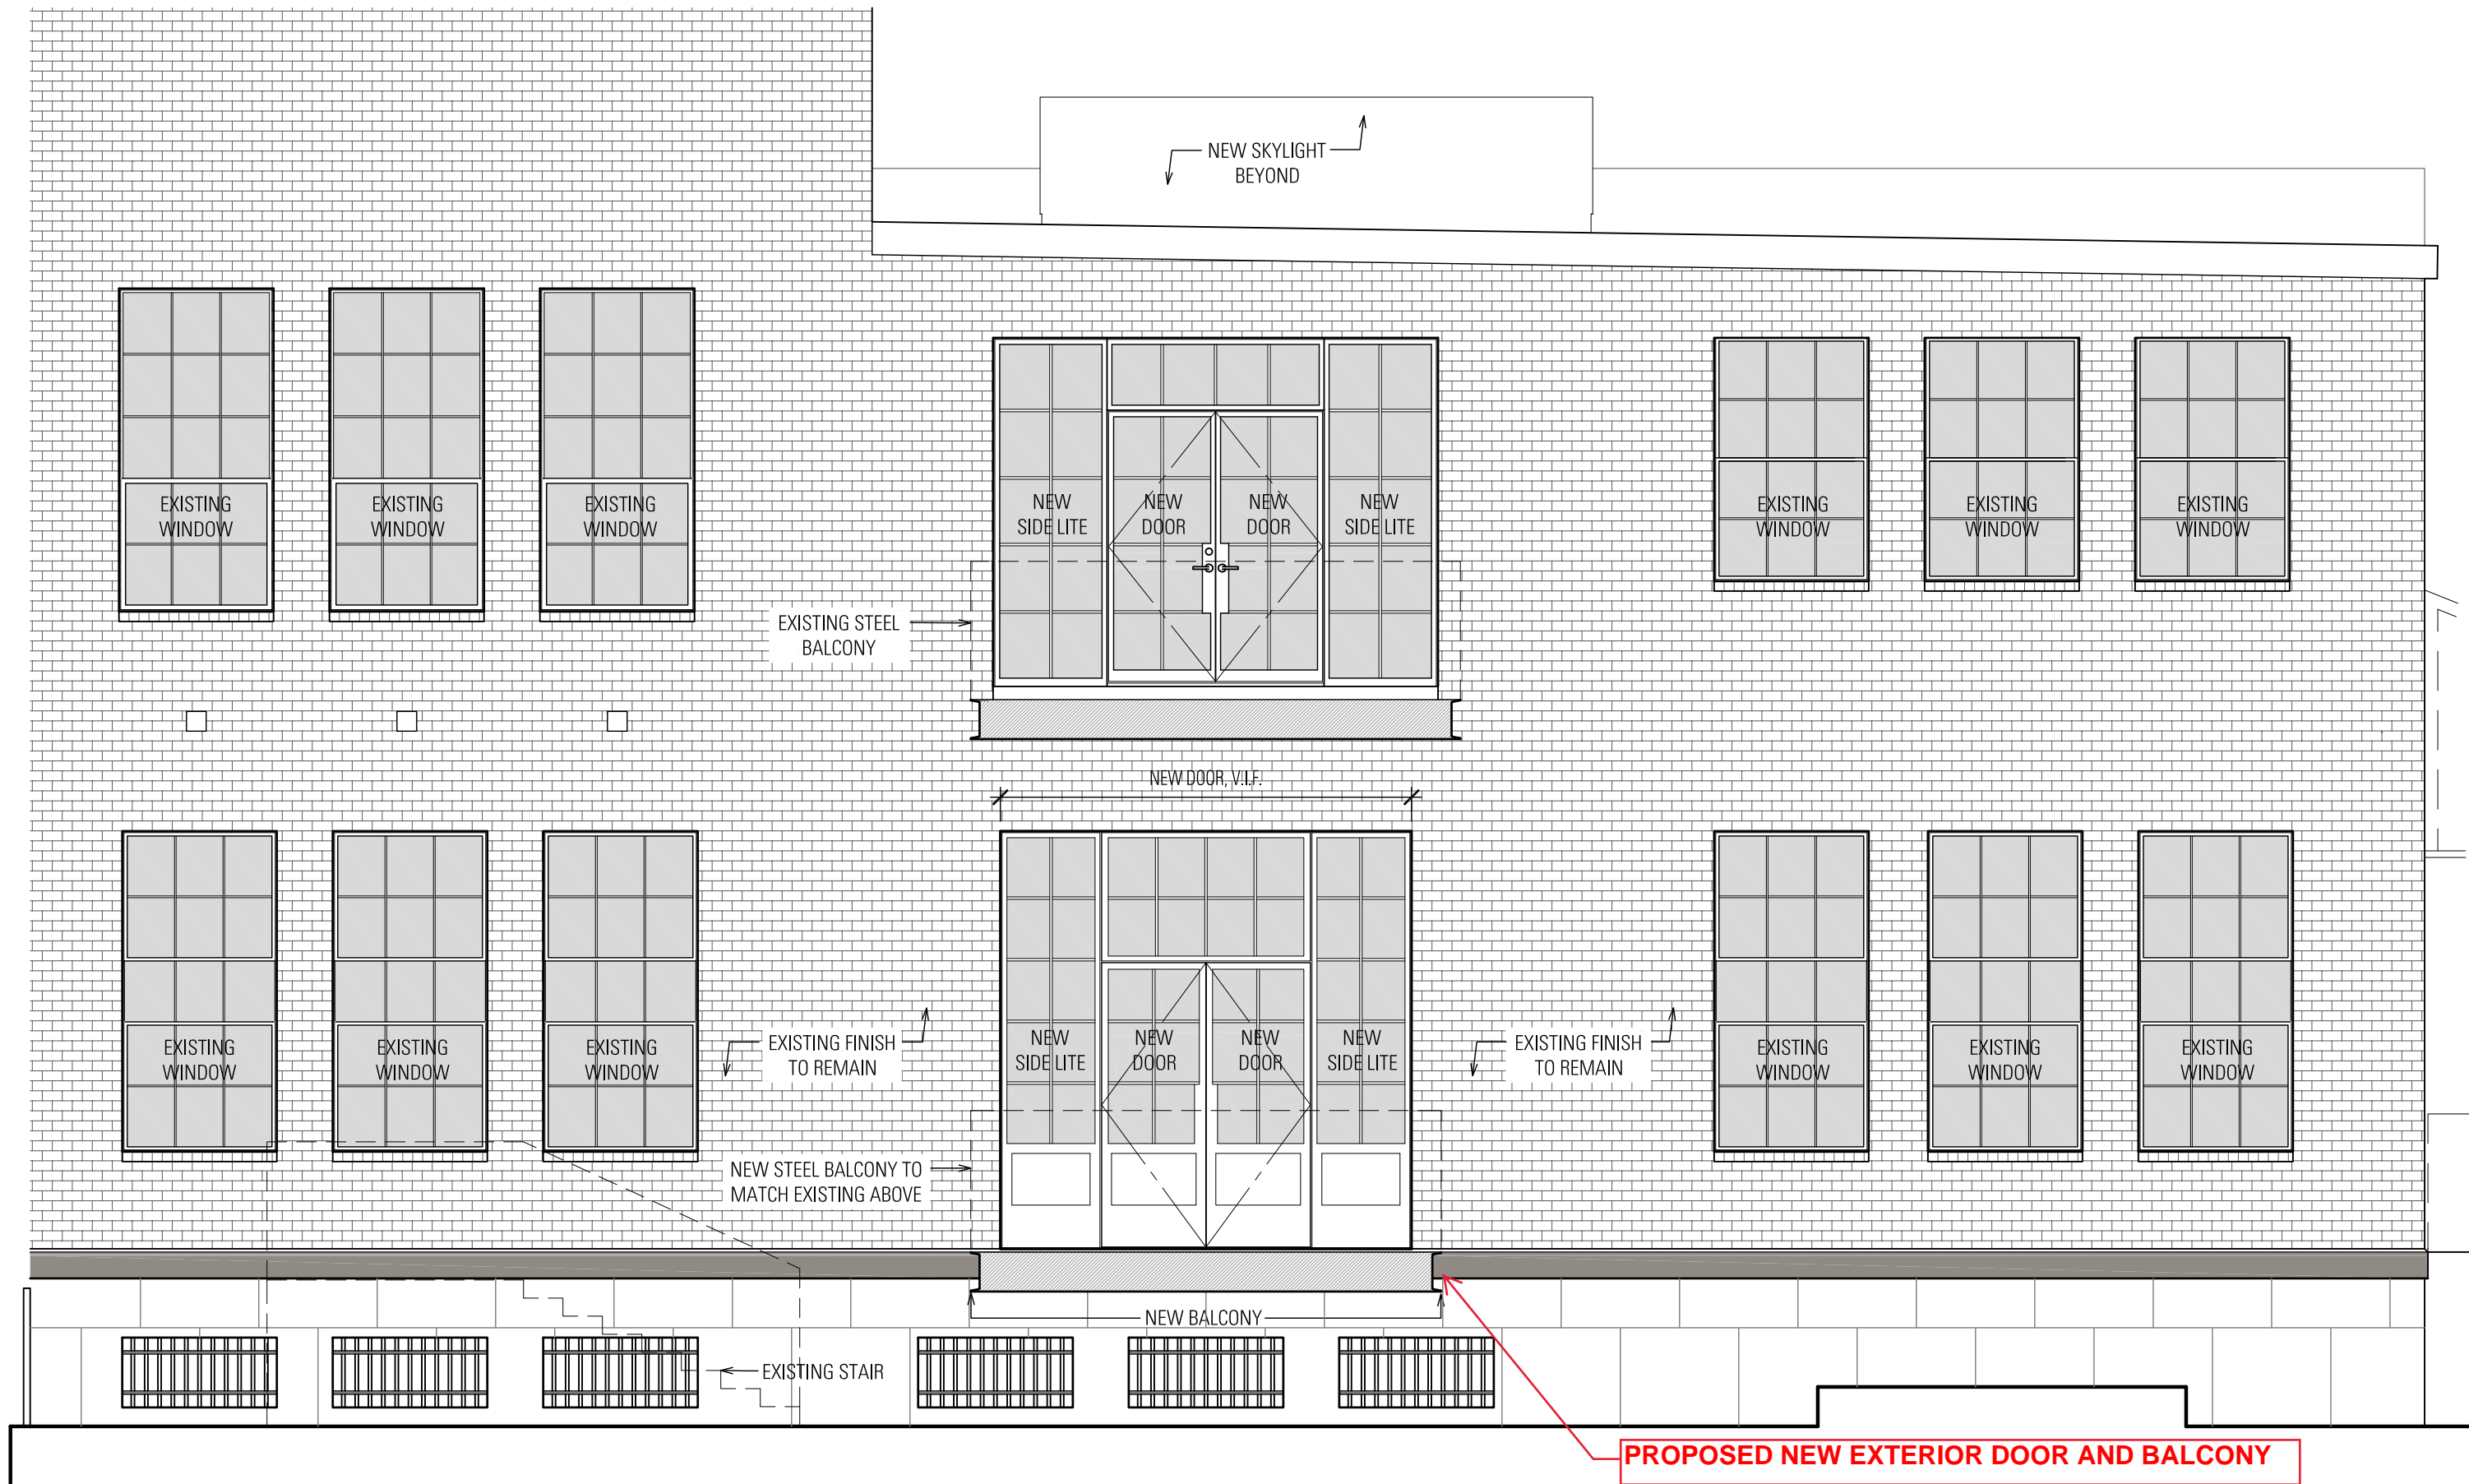 NEW SKYLIGHT
BEYOND
EXISTING
WINDOW
EXISTING
WINDOW
EXISTING
WINDOW
NEW
SIDE LITE
NEW
DOOR
NEW
DOOR
NEW
SIDE LITE
EXISTING
WINDOW
EXISTING
WINDOW
EXISTING
WINDOW
EXISTING STEEL
BALCONY
NEW DOOR, V.I.F.
EXISTING
WINDOW
EXISTING
WINDOW
EXISTING
WINDOW
EXISTING FINISH
TO REMAIN
NEW
SIDE LITE
NEW
DOOR
NEW
DOOR
NEW
SIDE LITE
EXISTING FINISH
TO REMAIN
EXISTING
WINDOW
EXISTING
WINDOW
EXISTING
WINDOW
NEW STEEL BALCONY TO
MATCH EXISTING ABOVE
NEW BALCONY
EXISTING STAIR
PROPOSED NEW EXTERIOR DOOR AND BALCONY